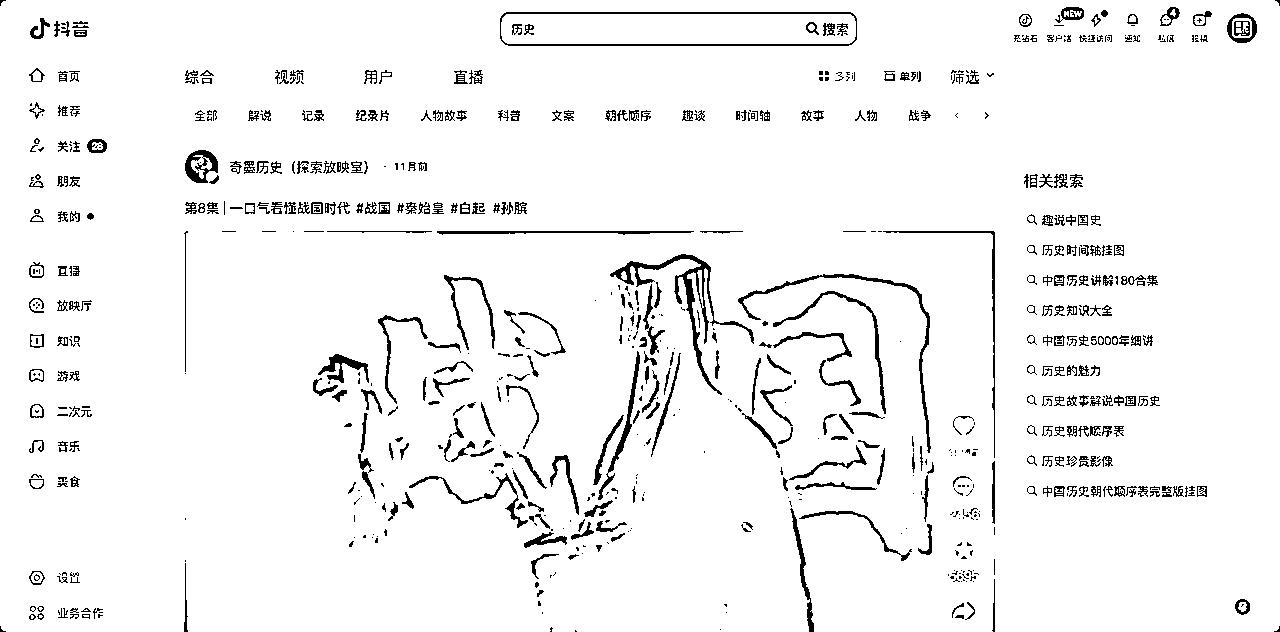 抖音
历史
搜索
充钻石
客户端
NEW
快捷访问
通知
私信
4
投稿
首页
推荐
关注 23
朋友
我的
直播
放映厅
知识
游戏
二次元
音乐
美食
设置
业务合作
综合 视频 用户 直播
多列 单列 筛选
全部 解说 记录 纪录片 人物故事 科普 文案 朝代顺序 趣谈 时间轴 故事 人物 战争
奇墨历史（探索放映室） · 11月前
第8集 | 一口气看懂战国时代 #战国 #秦始皇 #白起 #孙膑
战国
5695
相关搜索
趣说中国史
历史时间轴挂图
中国历史讲解180合集
历史知识大全
中国历史5000年细讲
历史的魅力
历史故事解说中国历史
历史朝代顺序表
历史珍贵影像
中国历史朝代顺序表完整版挂图